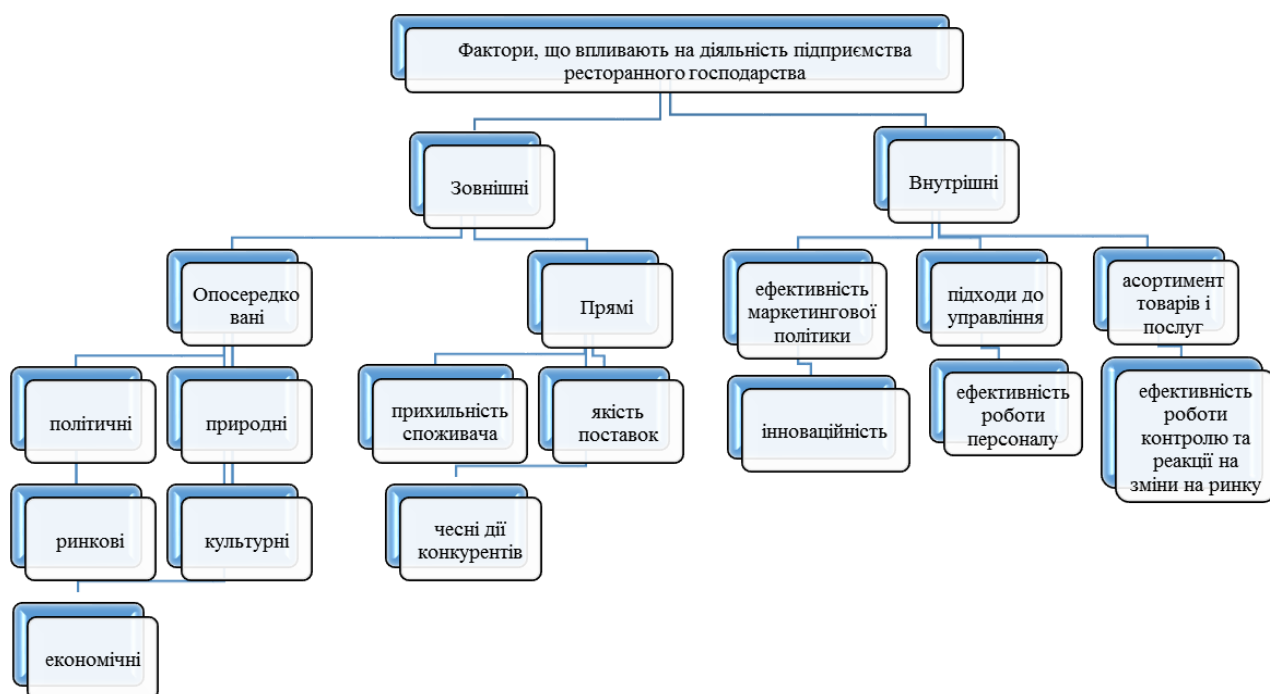 Фактори, що впливають на діяльність підприємства
ресторанного господарства
Зовнішні
Внутрішні
Опосередко
вані
Прямі
ефективність
маркетингової
політики
підходи до
управління
асортимент
товарів і
послуг
політичні
природні
прихильність
споживача
якість
поставок
інноваційність
ефективність
роботи
персоналу
ефективність
роботи
контролю та
реакції на
зміни на ринку
ринкові
культурні
чесні дії
конкурентів
економічні